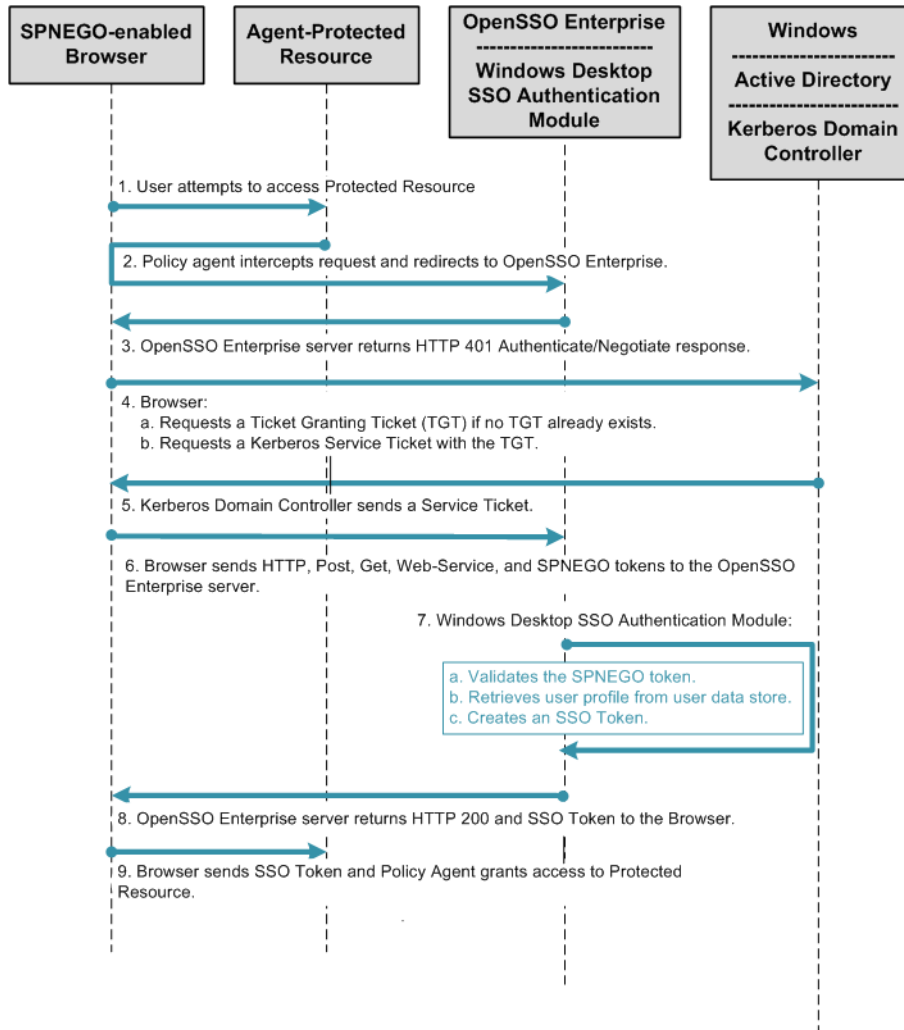 SPNEGO-enabled
Browser
Agent-Protected
Resource
OpenSSO Enterprise
Windows Desktop
SSO Authentication
Module
Windows
Active Directory
Kerberos Domain
Controller
1. User attempts to access Protected Resource
2. Policy agent intercepts request and redirects to OpenSSO Enterprise.
3. OpenSSO Enterprise server returns HTTP 401 Authenticate/Negotiate response.
4. Browser:
a. Requests a Ticket Granting Ticket (TGT) if no TGT already exists.
b. Requests a Kerberos Service Ticket with the TGT.
5. Kerberos Domain Controller sends a Service Ticket.
6. Browser sends HTTP, Post, Get, Web-Service, and SPNEGO tokens to the OpenSSO
Enterprise server.
7. Windows Desktop SSO Authentication Module:
a. Validates the SPNEGO token.
b. Retrieves user profile from user data store.
c. Creates an SSO Token.
8. OpenSSO Enterprise server returns HTTP 200 and SSO Token to the Browser.
9. Browser sends SSO Token and Policy Agent grants access to Protected
Resource.